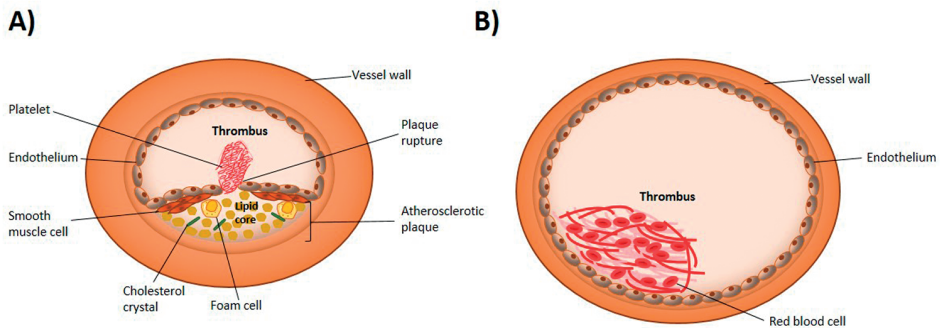 A)
B)
Vessel wall
Platelet
Thrombus
Plaque
rupture
Endothelium
Lipid
core
Smooth
muscle cell
Atherosclerotic
plaque
Cholesterol
crystal
Foam cell
Vessel wall
Endothelium
Thrombus
Red blood cell